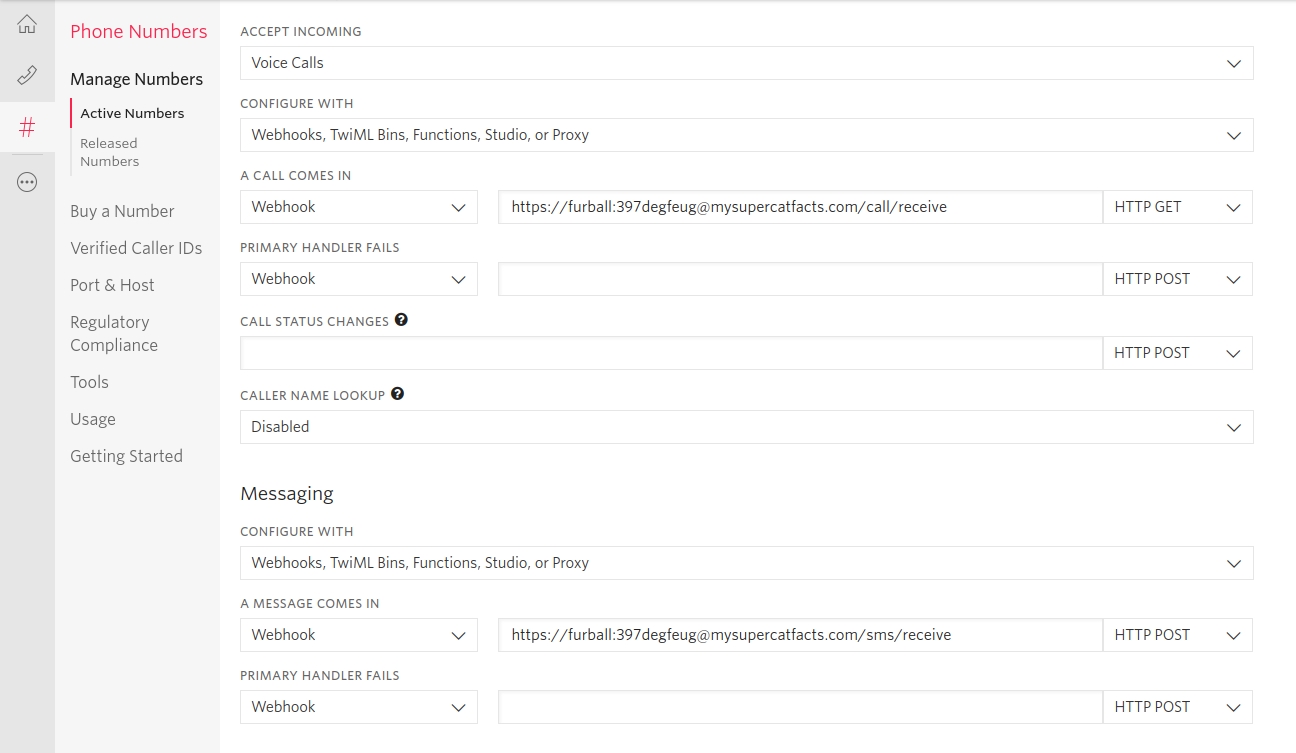 Phone Numbers
Manage Numbers
Active Numbers
Released
Numbers
Buy a Number
Verified Caller IDs
Port & Host
Regulatory
Compliance
Tools
Usage
Getting Started
ACCEPT INCOMING
Voice Calls
CONFIGURE WITH
Webhooks, TwiML Bins, Functions, Studio, or Proxy
A CALL COMES IN
Webhook https://furball:397degfeug@mysupercatfacts.com/call/receive HTTP GET
PRIMARY HANDLER FAILS
Webhook HTTP POST
CALL STATUS CHANGES ?
HTTP POST
CALLER NAME LOOKUP ?
Disabled
Messaging
CONFIGURE WITH
Webhooks, TwiML Bins, Functions, Studio, or Proxy
A MESSAGE COMES IN
Webhook https://furball:397degfeug@mysupercatfacts.com/sms/receive HTTP POST
PRIMARY HANDLER FAILS
Webhook HTTP POST